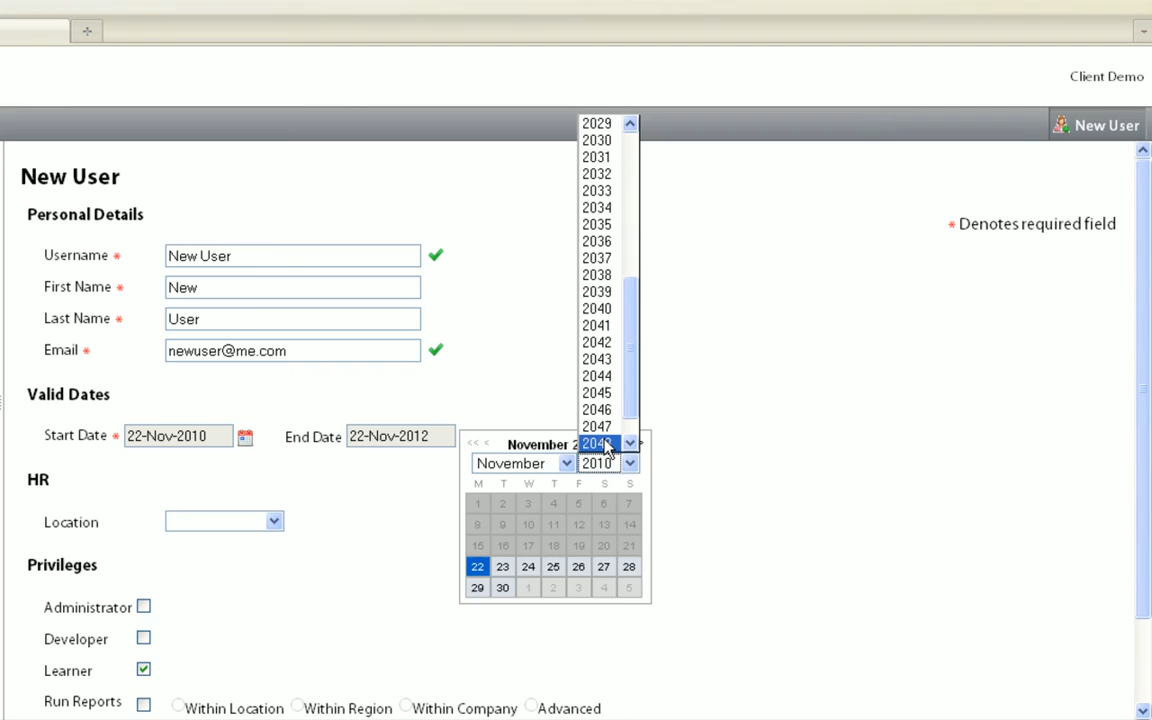 Client Demo
New User
New User
Personal Details
* Denotes required field
Username * New User
First Name * New
Last Name * User
Email * newuser@me.com
Valid Dates
Start Date * 22-Nov-2010 End Date 22-Nov-2012
2029
2030
2031
2032
2033
2034
2035
2036
2037
2038
2039
2040
2041
2042
2043
2044
2045
2046
2047
<< < November
November 2010
M T W T F S S
1 2 3 4 5 6 7
8 9 10 11 12 13 14
15 16 17 18 19 20 21
22 23 24 25 26 27 28
29 30 1 2 3 4 5
HR
Location
Privileges
Administrator
Developer
Learner
Run Reports Within Location Within Region Within Company Advanced